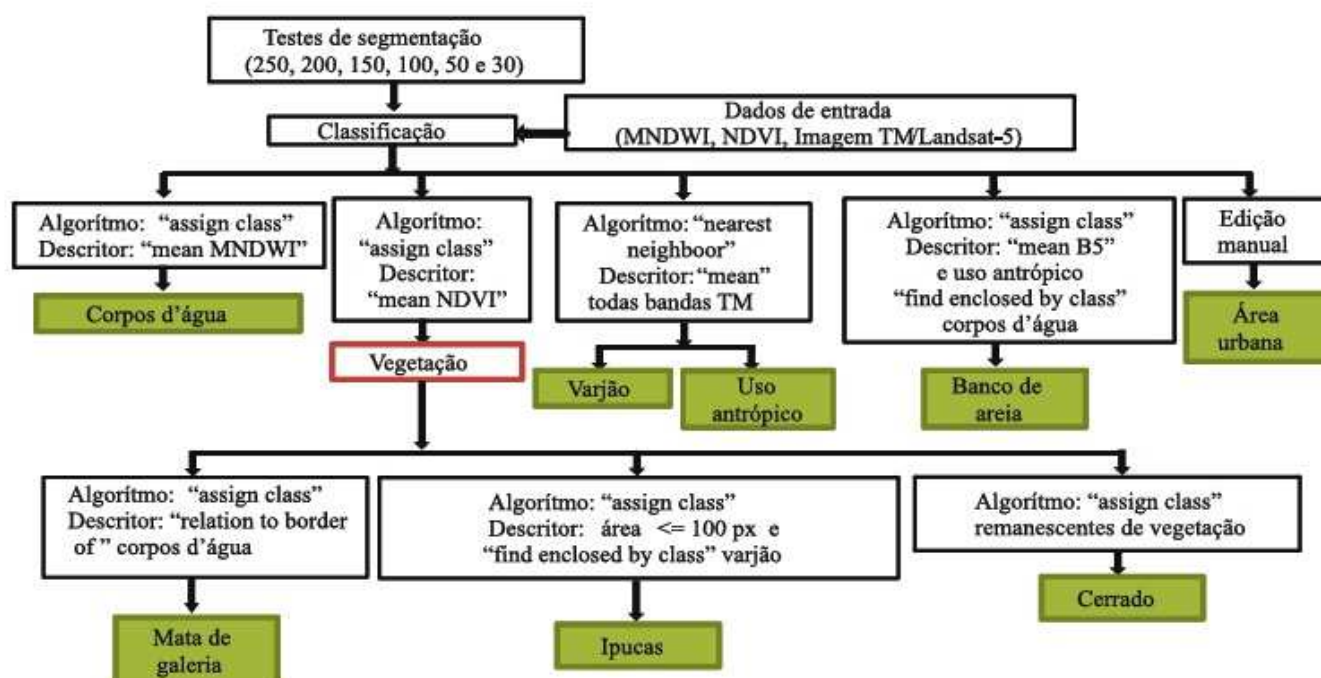 Testes de segmentação
(250, 200, 150, 100, 50 e 30)
Dados de entrada
(MNDWI, NDVI, Imagem TM/Landsat-5)
Classificação
Algorítmo: “assign class”
Descritor: “mean MNDWI”
Corpos d’água
Algorítmo:
“assign class”
Descritor:
“mean NDVI”
Vegetação
Algorítmo: “nearest
neighboor”
Descritor: “mean”
todas bandas TM
Varjão
Uso
antrópico
Algorítmo: “assign class”
Descritor: “mean B5”
e uso antrópico
“find enclosed by class”
corpos d’água
Banco de
areia
Edição
manual
Área
urbana
Algorítmo: “assign class”
Descritor: “relation to border
of ” corpos d’água
Mata de
galeria
Algorítmo: “assign class”
Descritor: área <= 100 px e
“find enclosed by class” varjão
Ipucas
Algorítmo: “assign class”
remanescentes de vegetação
Cerrado